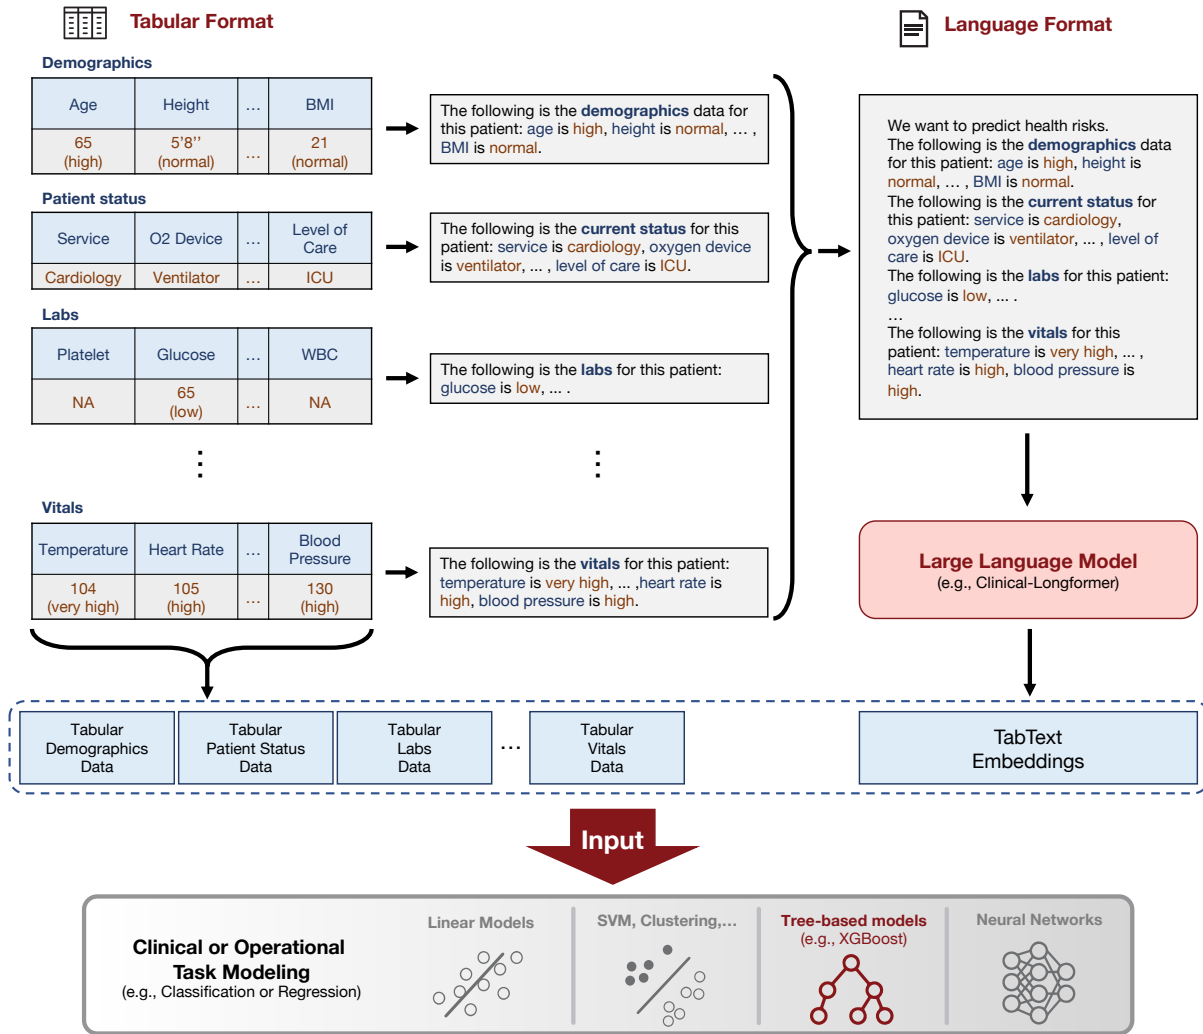 Tabular Format
Language Format
Demographics
Age Height ... BMI
65 (high) 5'8'' (normal) ... 21 (normal)
The following is the demographics data for
this patient: age is high, height is normal, ... ,
BMI is normal.
Patient status
Service O2 Device ... Level of Care
Cardiology Ventilator ... ICU
The following is the current status for this
patient: service is cardiology, oxygen device
is ventilator, ... , level of care is ICU.
Labs
Platelet Glucose ... WBC
NA 65 (low) ... NA
The following is the labs for this patient:
glucose is low, ... .
Vitals
Temperature Heart Rate ... Blood Pressure
104 (very high) 105 (high) ... 130 (high)
The following is the vitals for this patient:
temperature is very high, ... ,heart rate is
high, blood pressure is high.
We want to predict health risks.
The following is the demographics data
for this patient: age is high, height is
normal, ... , BMI is normal.
The following is the current status for
this patient: service is cardiology,
oxygen device is ventilator, ... , level of
care is ICU.
The following is the labs for this patient:
glucose is low, ... .
...
The following is the vitals for this
patient: temperature is very high, ... ,
heart rate is high, blood pressure is
high.
Large Language Model
(e.g., Clinical-Longformer)
Tabular
Demographics
Data
Tabular
Patient Status
Data
Tabular
Labs
Data
...
Tabular
Vitals
Data
TabText
Embeddings
Input
Clinical or Operational
Task Modeling
(e.g., Classification or Regression)
Linear Models
SVM, Clustering,...
Tree-based models
(e.g., XGBoost)
Neural Networks